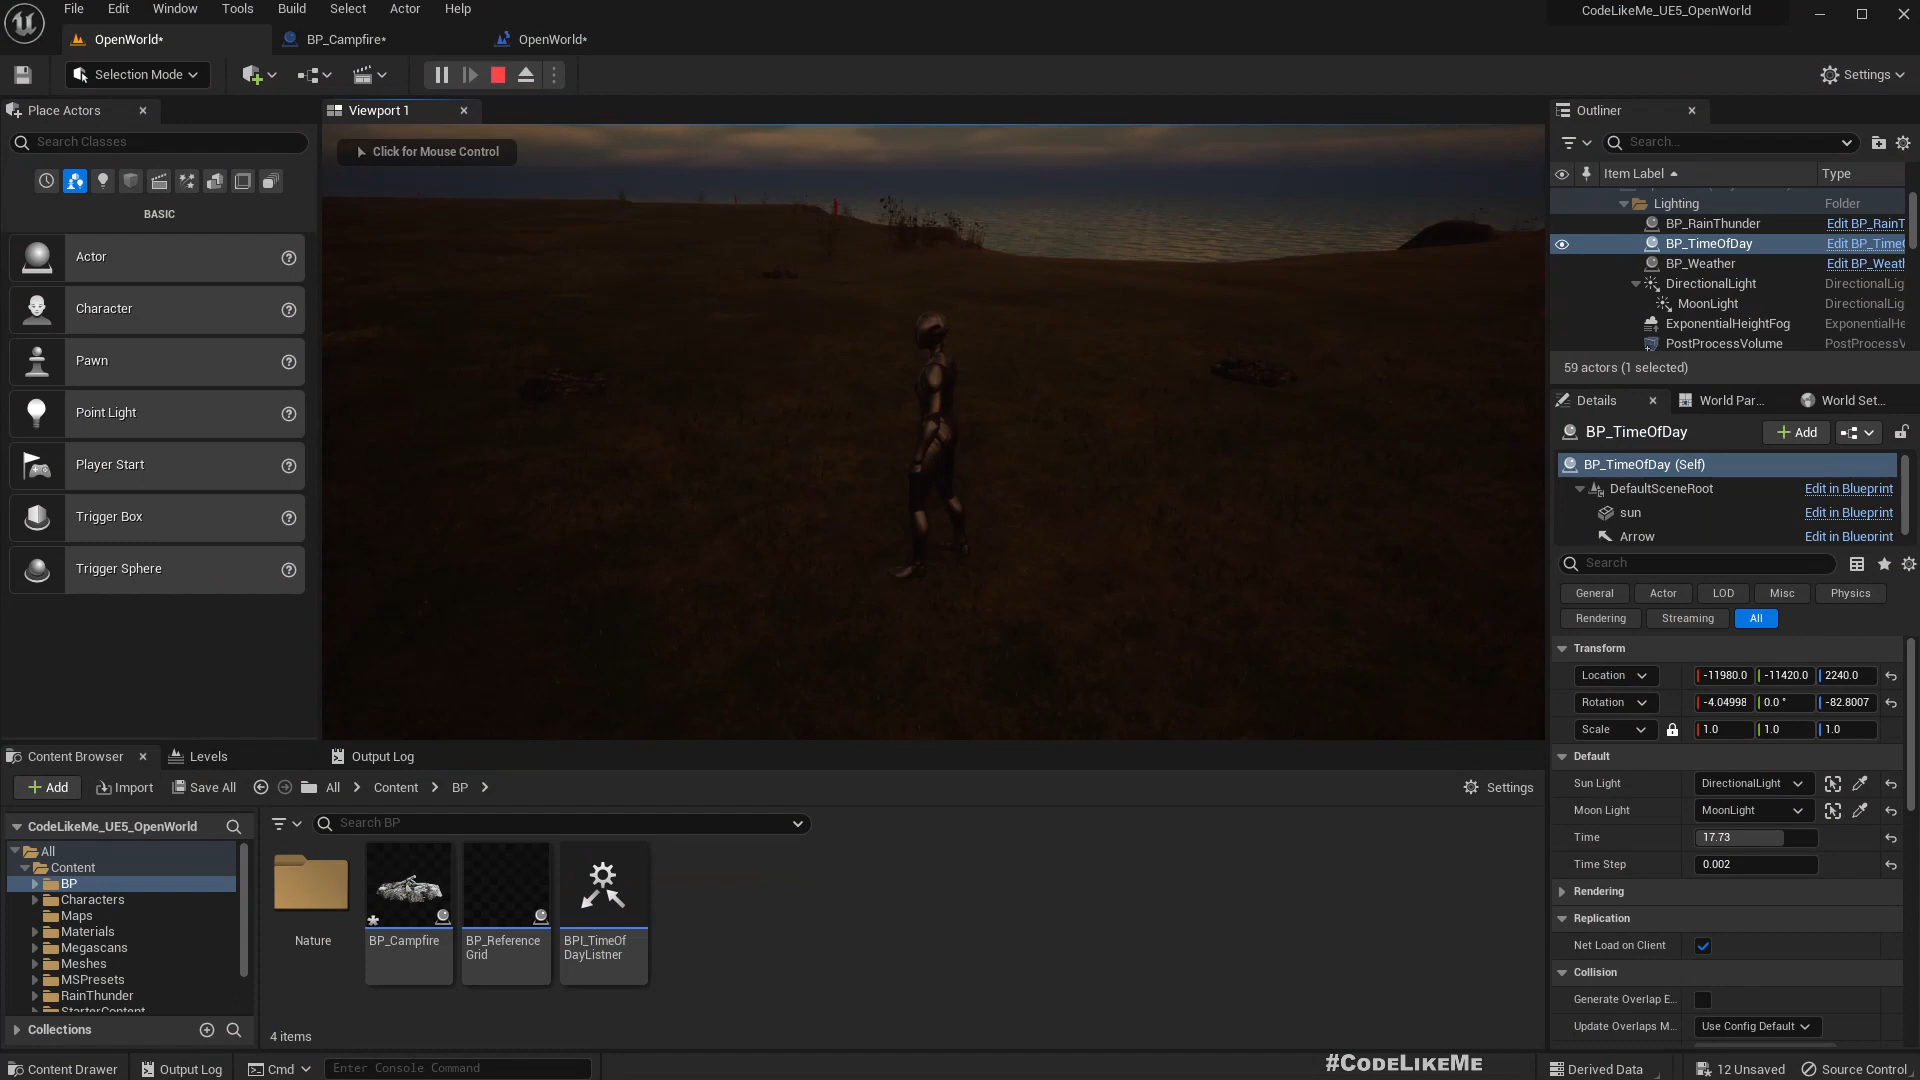 File Edit Window Tools Build Select Actor Help
CodeLikeMe_UE5_OpenWorld
OpenWorld*
BP_Campfire*
OpenWorld*
Selection Mode
Settings
Place Actors
Search Classes
BASIC
Actor
Character
Pawn
Point Light
Player Start
Trigger Box
Trigger Sphere
Viewport 1
Click for Mouse Control
Outliner
Search...
Item Label Type
Lighting Folder
BP_RainThunder Edit BP_RainT
BP_TimeOfDay Edit BP_TimeO
BP_Weather Edit BP_Weath
DirectionalLight DirectionalLig
MoonLight DirectionalLig
ExponentialHeightFog ExponentialHe
PostProcessVolume PostProcessV
59 actors (1 selected)
Details
World Par...
World Set...
BP_TimeOfDay
Add
BP_TimeOfDay (Self)
DefaultSceneRoot Edit in Blueprint
sun Edit in Blueprint
Arrow Edit in Blueprint
Search
General Actor LOD Misc Physics
Rendering Streaming All
Transform
Location -11980.0 -11420.0 2240.0
Rotation -4.04998 0.0 ° -82.8007
Scale 1.0 1.0 1.0
Default
Sun Light DirectionalLight
Moon Light MoonLight
Time 17.73
Time Step 0.002
Rendering
Replication
Net Load on Client
Collision
Generate Overlap E...
Update Overlaps M... Use Config Default
Content Browser
Levels
Output Log
Add Import Save All All Content BP
Settings
CodeLikeMe_UE5_OpenWorld
Search BP
All
Content
BP
Characters
Maps
Materials
Megascans
Meshes
MSPresets
RainThunder
StarterContent
Collections
Nature
BP_Campfire
BP_Reference
Grid
BPI_TimeOf
DayListner
4 items
#CODELIKEME
Content Drawer Output Log Cmd Enter Console Command
Derived Data 12 Unsaved Source Control